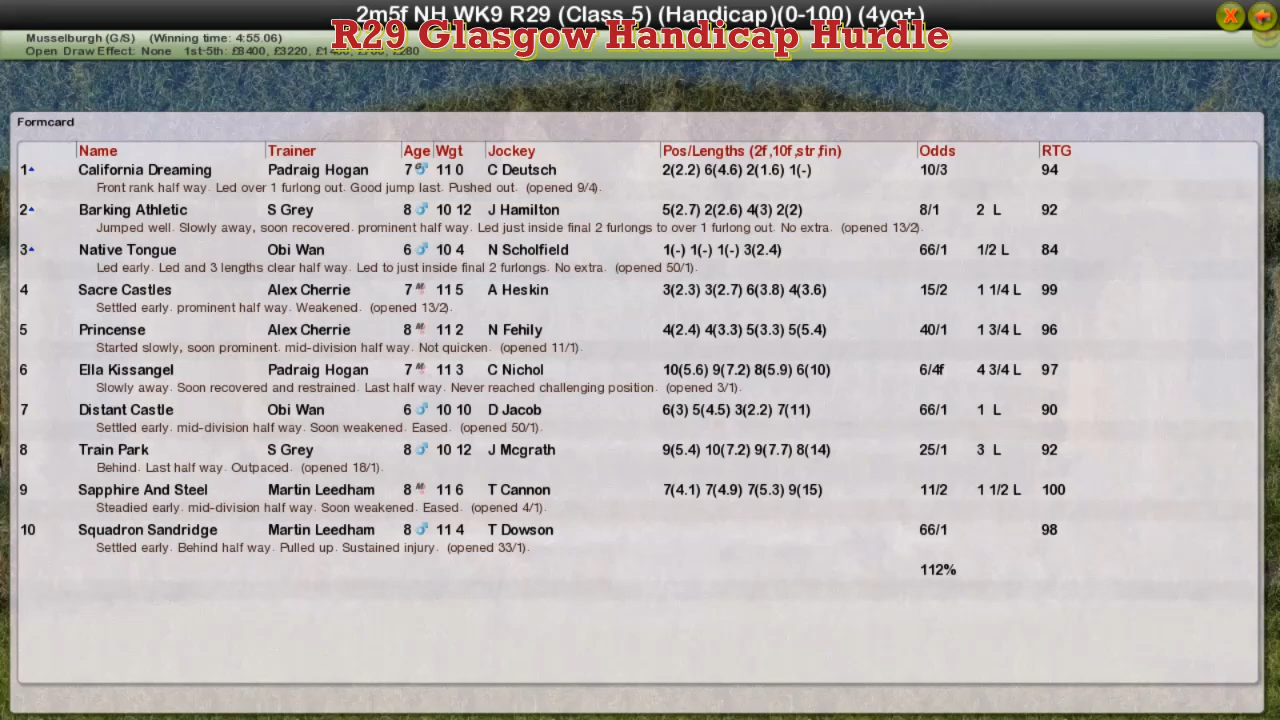 2m5f NH WK9 R29 (Class 5) (Handicap)(0-100) (4yo+)
R29 Glasgow Handicap Hurdle
Musselburgh (G/S) (Winning time: 4:55.06)
Open Draw Effect: None 1st-5th: £8400, £3220, £280
Formcard
Name Trainer Age Wgt Jockey Pos/Lengths (2f,10f,str,fin) Odds RTG
1 California Dreaming Padraig Hogan 7 11 0 C Deutsch 2(2.2) 6(4.6) 2(1.6) 1(-) 10/3 94
Front rank half way. Led over 1 furlong out. Good jump last. Pushed out. (opened 9/4).
2 Barking Athletic S Grey 8 10 12 J Hamilton 5(2.7) 2(2.6) 4(3) 2(2) 8/1 2 L 92
Jumped well. Slowly away, soon recovered. prominent half way. Led just inside final 2 furlongs to over 1 furlong out. No extra. (opened 13/2).
3 Native Tongue Obi Wan 6 10 4 N Scholfield 1(-) 1(-) 1(-) 3(2.4) 66/1 1/2 L 84
Led early. Led and 3 lengths clear half way. Led to just inside final 2 furlongs. No extra. (opened 50/1).
4 Sacre Castles Alex Cherrie 7 11 5 A Heskin 3(2.3) 3(2.7) 6(3.8) 4(3.6) 15/2 1 1/4 L 99
Settled early. prominent half way. Weakened. (opened 13/2).
5 Princense Alex Cherrie 8 11 2 N Fehily 4(2.4) 4(3.3) 5(3.3) 5(5.4) 40/1 1 3/4 L 96
Started slowly, soon prominent. mid-division half way. Not quicken. (opened 11/1).
6 Ella Kissangel Padraig Hogan 7 11 3 C Nichol 10(5.6) 9(7.2) 8(5.9) 6(10) 6/4f 4 3/4 L 97
Slowly away. Soon recovered and restrained. Last half way. Never reached challenging position. (opened 3/1).
7 Distant Castle Obi Wan 6 10 10 D Jacob 6(3) 5(4.5) 3(2.2) 7(11) 66/1 1 L 90
Settled early. mid-division half way. Soon weakened. Eased. (opened 50/1).
8 Train Park S Grey 8 10 12 J Mcgrath 9(5.4) 10(7.2) 9(7.7) 8(14) 25/1 3 L 92
Behind. Last half way. Outpaced. (opened 18/1).
9 Sapphire And Steel Martin Leedham 8 11 6 T Cannon 7(4.1) 7(4.9) 7(5.3) 9(15) 11/2 1 1/2 L 100
Steadied early. mid-division half way. Soon weakened. Eased. (opened 4/1).
10 Squadron Sandridge Martin Leedham 8 11 4 T Dowson 66/1 98
Settled early. Behind half way. Pulled up. Sustained injury. (opened 33/1).
112%